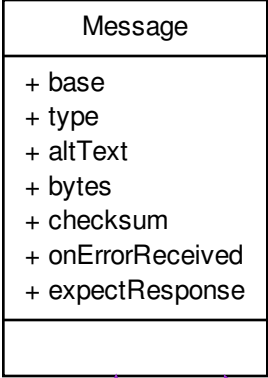 Message
+ base
+ type
+ altText
+ bytes
+ checksum
+ onErrorReceived
+ expectResponse